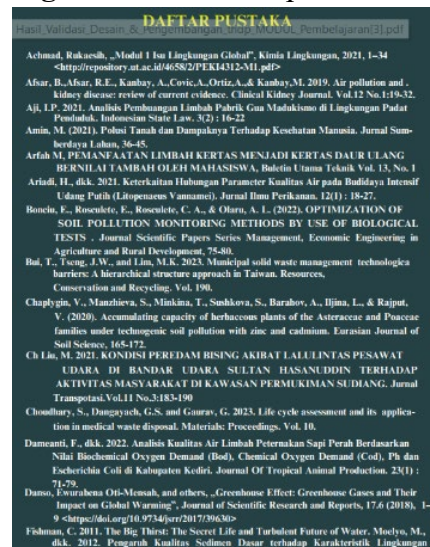 DAFTAR PUSTAKA
Hasil_Validasi_Desain_&_Pengembangan_thdp_MODUL_Pembelajaran[3].pdf
Achmad, Rukaesih, „Modul 1 Isu Lingkungan Global”, Kimia Lingkungan, 2021, 1–34
<http://repository.ut.ac.id/4658/2/PEKI4312-M1.pdf>
Afsar, B.,Afsar, R.E., Kanbay, A.,Covic,A.,Ortiz,A.,& Kanbay,M. 2019. Air pollution and .
kidney disease: review of current evidence. Clinical Kidney Journal. Vol.12 No.1:19-32.
Aji, I.P. 2021. Analisis Pembuangan Limbah Pabrik Gua Madukismo di Lingkungan Padat
Penduduk. Indonesian State Law. 3(2) : 16-22
Amin, M. (2021). Polusi Tanah dan Dampaknya Terhadap Kesehatan Manusia. Jurnal Sum-
berdaya Lahan, 36-45.
Arfah M, PEMANFAATAN LIMBAH KERTAS MENJADI KERTAS DAUR ULANG
BERNILAI TAMBAH OLEH MAHASISWA, Buletin Utama Teknik Vol. 13, No. 1
Ariadi, H., dkk. 2021. Keterkaitan Hubungan Parameter Kualitas Air pada Budidaya Intensif
Udang Putih (Litopenaeus Vannamei). Jurnal Ilmu Perikanan. 12(1) : 18-27.
Bonciu, E., Rosculete, E., Rosculete, C. A., & Olaru, A. L. (2022). OPTIMIZATION OF
SOIL POLLUTION MONITORING METHODS BY USE OF BIOLOGICAL
TESTS . Journal Scientific Papers Series Management, Economic Engineering in
Agriculture and Rural Development, 75-80.
Bui, T., Tseng, J.W., and Lim, M.K. 2023. Municipal solid waste management technologica
barriers: A hierarchical structure approach in Taiwan. Resources,
Conservation and Recycling. Vol. 190.
Chaplygin, V., Manzhieva, S., Minkina, T., Sushkova, S., Barahov, A., Iljina, L., & Rajput,
V. (2020). Accumulating capacity of herbaceous plants of the Asteraceae and Poaceae
families under technogenic soil pollution with zinc and cadmium. Eurasian Journal of
Soil Science, 165-172.
Ch Liu, M. 2021. KONDISI PEREDAM BISING AKIBAT LALULINTAS PESAWAT
UDARA DI BANDAR UDARA SULTAN HASANUDDIN TERHADAP
AKTIVITAS MASYARAKAT DI KAWASAN PERMUKIMAN SUDIANG. Jurnal
Transpotasi.Vol.11 No.3:183-190
Choudhury, S., Dangayach, G.S. and Gaurav, G. 2023. Life cycle assessment and its applica-
tion in medical waste disposal. Materials: Proceedings. Vol. 10.
Dameanti, F., dkk. 2022. Analisis Kualitas Air Limbah Peternakan Sapi Perah Berdasarkan
Nilai Biochemical Oxygen Demand (Bod), Chemical Oxygen Demand (Cod), Ph dan
Escherichia Coli di Kabupaten Kediri. Journal Of Tropical Animal Production. 23(1) :
71-79.
Danso, Ewurabena Oti-Mensah, and others, „Greenhouse Effect: Greenhouse Gases and Their
Impact on Global Warming”, Journal of Scientific Research and Reports, 17.6 (2018), 1-
9 <https://doi.org/10.9734/jsrr/2017/39630>
Fishman, C. 2011. The Big Thirst: The Secret Life and Turbulent Future of Water. Moelyo, M.,
dkk. 2012. Pengaruh Kualitas Sedimen Dasar terhadap Karakteristik Lingkungan